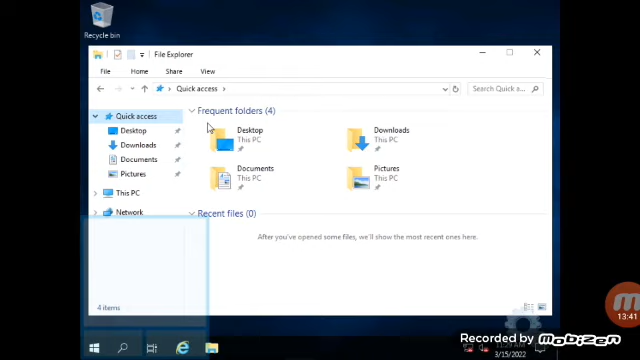 Recycle bin
File Explorer
File Home Share View
Quick access
Search Quick a...
Quick access
Desktop
Downloads
Documents
Pictures
This PC
Network
Frequent folders (4)
Desktop
This PC
Downloads
This PC
Documents
This PC
Pictures
This PC
Recent files (0)
After you've opened some files, we'll show the most recent ones here.
4 items
13:41
Recorded by Mobizen
3/15/2022